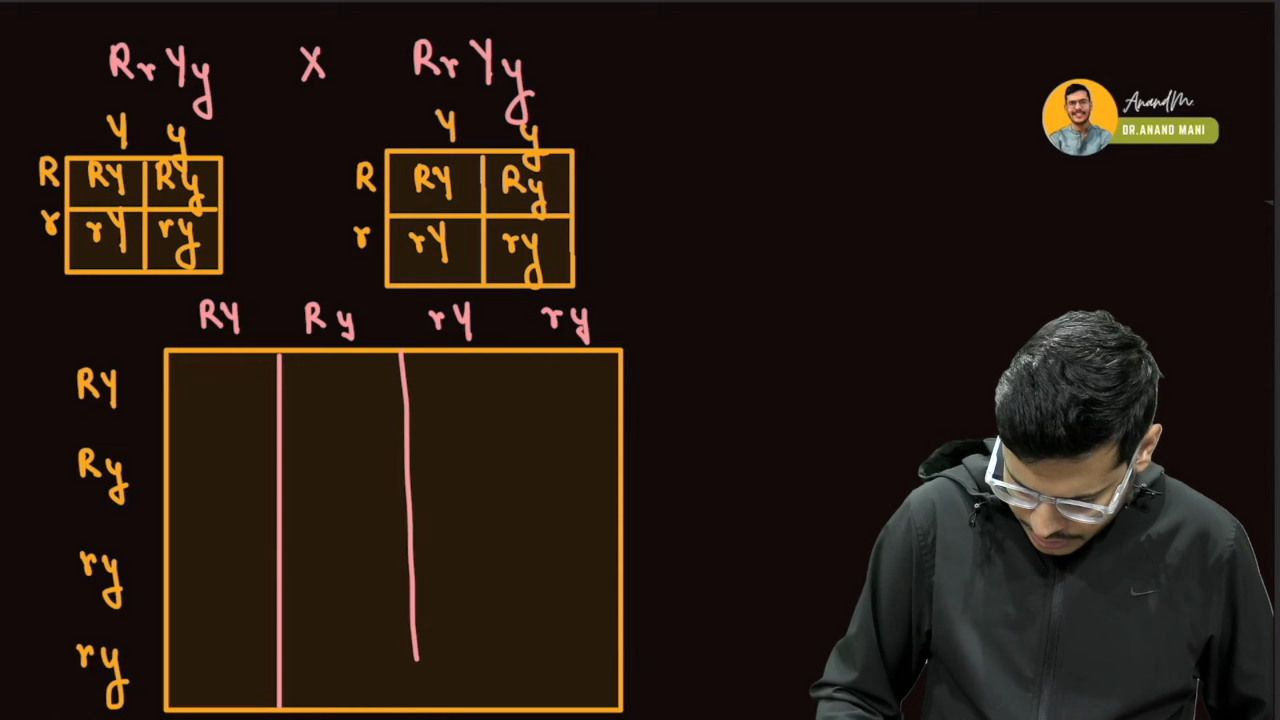 RrYy X RrYy
Y y Y y
R RY Ry R RY Ry
r rY ry r rY ry
RY Ry rY ry
RY
Ry
ry
ry
AnandM.
DR.ANAND MANI